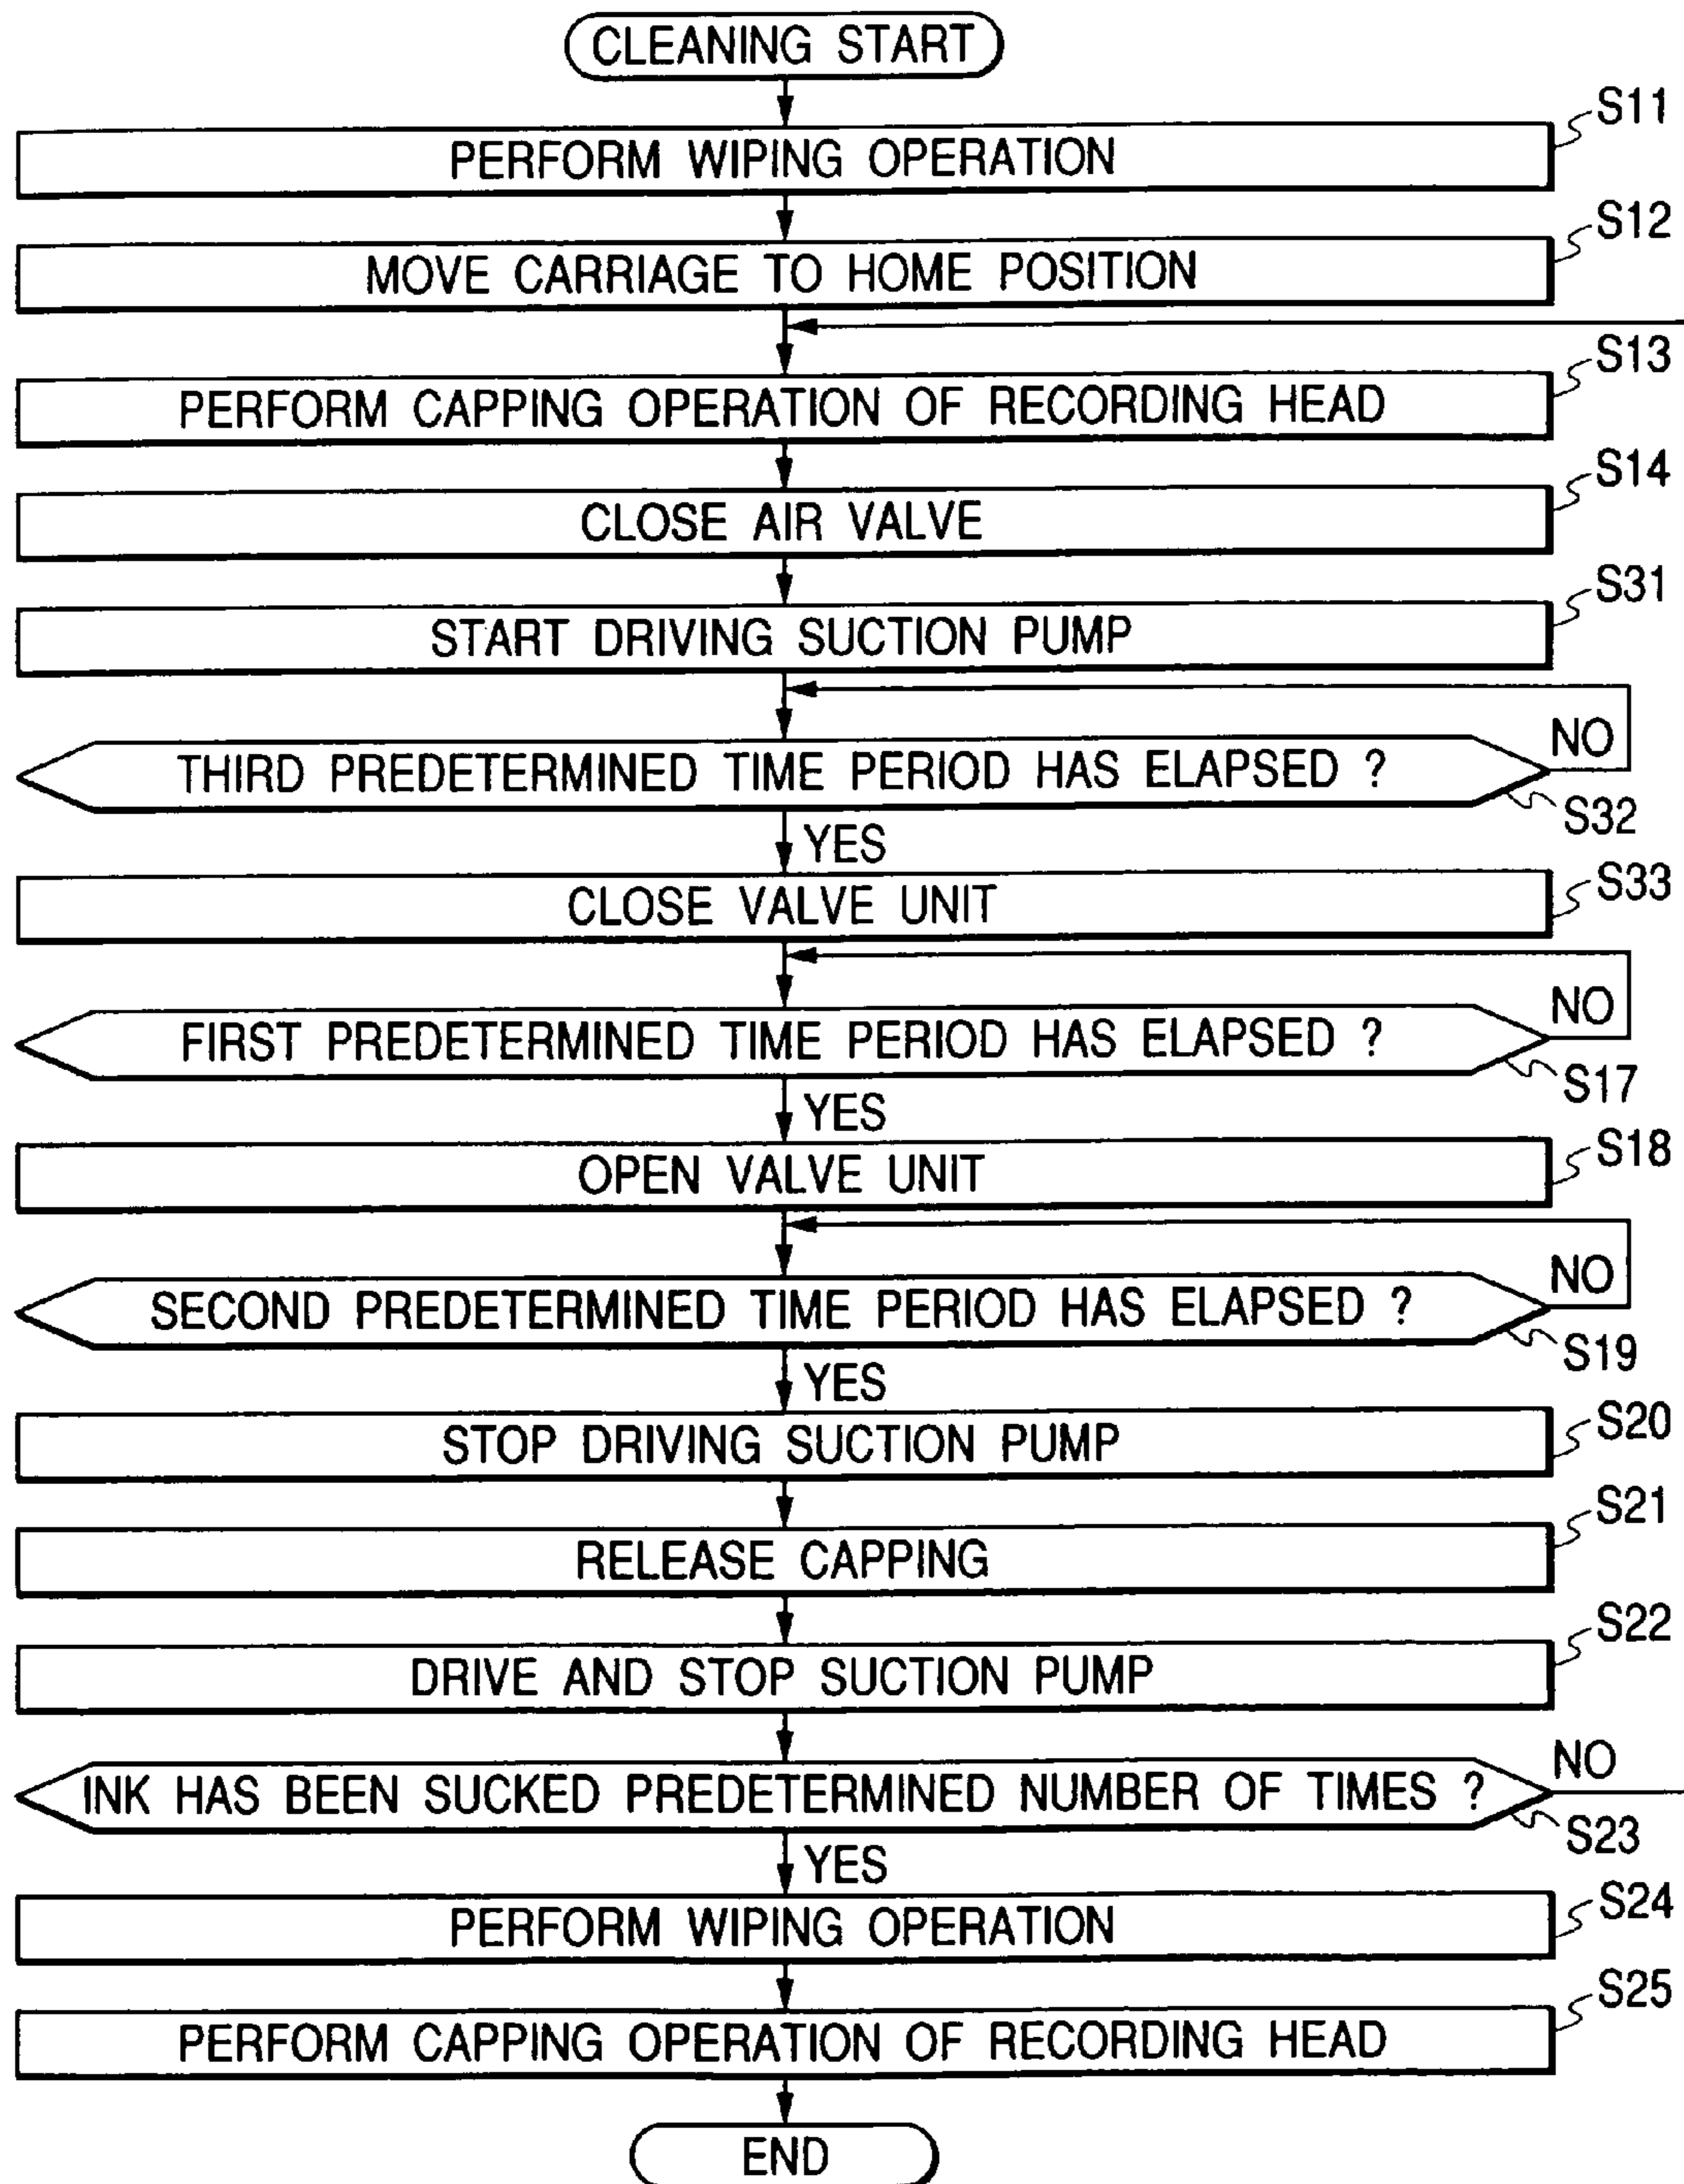 CLEANING START
S11
PERFORM WIPING OPERATION
S12
MOVE CARRIAGE TO HOME POSITION
S13
PERFORM CAPPING OPERATION OF RECORDING HEAD
S14
CLOSE AIR VALVE
S31
START DRIVING SUCTION PUMP
NO
THIRD PREDETERMINED TIME PERIOD HAS ELAPSED ?
S32
YES
S33
CLOSE VALVE UNIT
NO
FIRST PREDETERMINED TIME PERIOD HAS ELAPSED ?
S17
YES
S18
OPEN VALVE UNIT
NO
SECOND PREDETERMINED TIME PERIOD HAS ELAPSED ?
S19
YES
S20
STOP DRIVING SUCTION PUMP
S21
RELEASE CAPPING
S22
DRIVE AND STOP SUCTION PUMP
NO
INK HAS BEEN SUCKED PREDETERMINED NUMBER OF TIMES ?
S23
YES
S24
PERFORM WIPING OPERATION
S25
PERFORM CAPPING OPERATION OF RECORDING HEAD
END